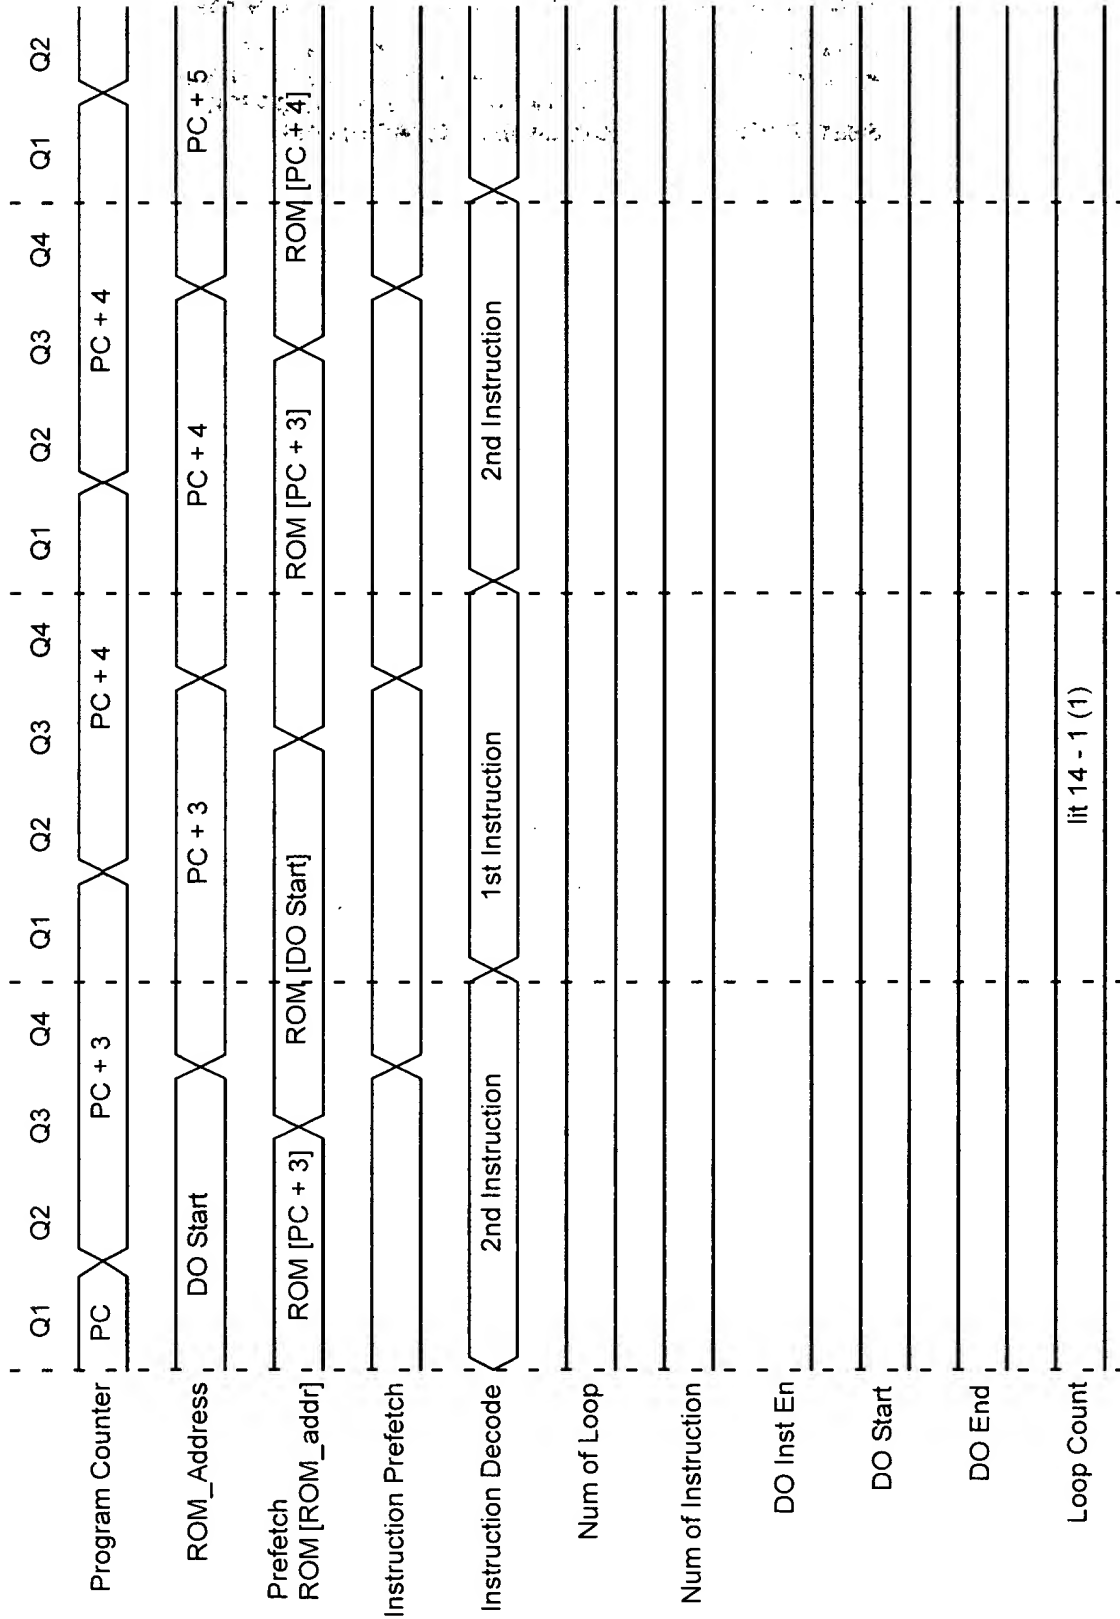 Q1 Q2 Q3 Q4 Q1 Q2 Q3 Q4 Q1 Q2 Q3 Q4 Q1 Q2
Program Counter PC PC + 3 PC + 4 PC + 4
ROM_Address DO Start PC + 3 PC + 4 PC + 5
Prefetch
ROM [ROM_addr] ROM [PC + 3] ROM [DO Start] ROM [PC + 3] ROM [PC + 4]
Instruction Prefetch
Instruction Decode 2nd Instruction 1st Instruction 2nd Instruction
Num of Loop
Num of Instruction
DO Inst En
DO Start
DO End
Loop Count lit 14 - 1 (1)